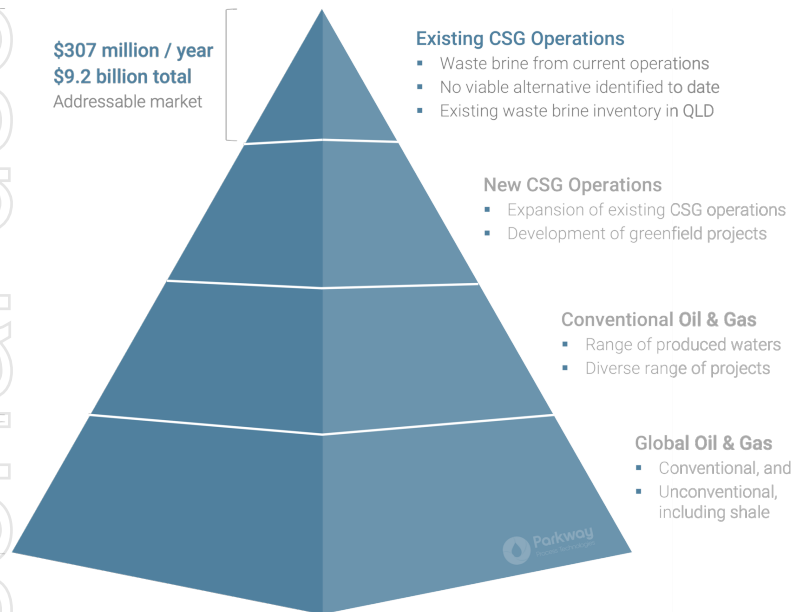 $307 million / year
$9.2 billion total
Addressable market
Existing CSG Operations
▪ Waste brine from current operations
▪ No viable alternative identified to date
▪ Existing waste brine inventory in QLD
New CSG Operations
▪ Expansion of existing CSG operations
▪ Development of greenfield projects
Conventional Oil & Gas
▪ Range of produced waters
▪ Diverse range of projects
Global Oil & Gas
▪ Conventional, and
▪ Unconventional,
including shale
Parkway